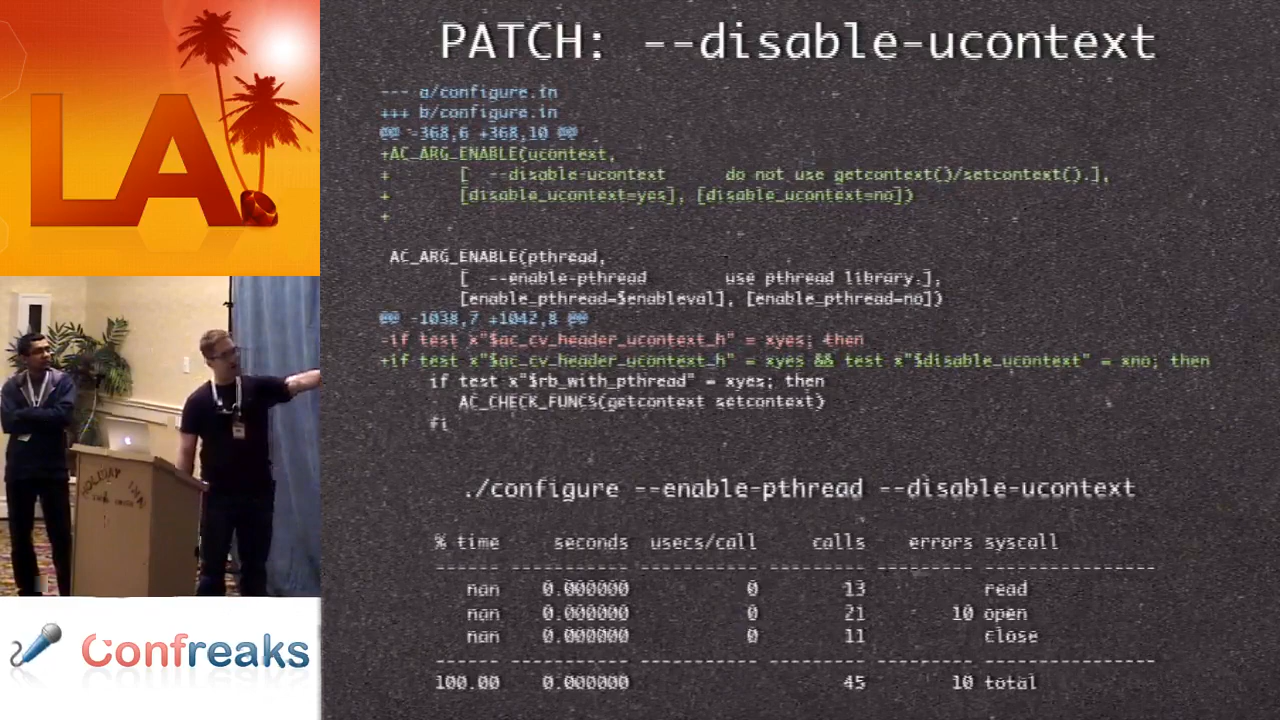 LA.
PATCH: --disable-ucontext
--- a/configure.in
+++ b/configure.in
@@ -368,6 +368,10 @@
+AC_ARG_ENABLE(ucontext,
+ [ --disable-ucontext do not use getcontext()/setcontext().],
+ [disable_ucontext=yes], [disable_ucontext=no])
+
AC_ARG_ENABLE(pthread,
[ --enable-pthread use pthread library.],
[enable_pthread=$enableval], [enable_pthread=no])
@@ -1038,7 +1042,8 @@
-if test x"$ac_cv_header_ucontext_h" = xyes; then
+if test x"$ac_cv_header_ucontext_h" = xyes && test x"$disable_ucontext" = xno; then
if test x"$rb_with_pthread" = xyes; then
AC_CHECK_FUNCS(getcontext setcontext)
fi
./configure --enable-pthread --disable-ucontext
% time seconds usecs/call calls errors syscall
------ ----------- ----------- --------- --------- ----------------
nan 0.000000 0 13 read
nan 0.000000 0 21 10 open
nan 0.000000 0 11 close
------ ----------- ----------- --------- --------- ----------------
100.00 0.000000 45 10 total
HOLIDAY INN
Confreaks